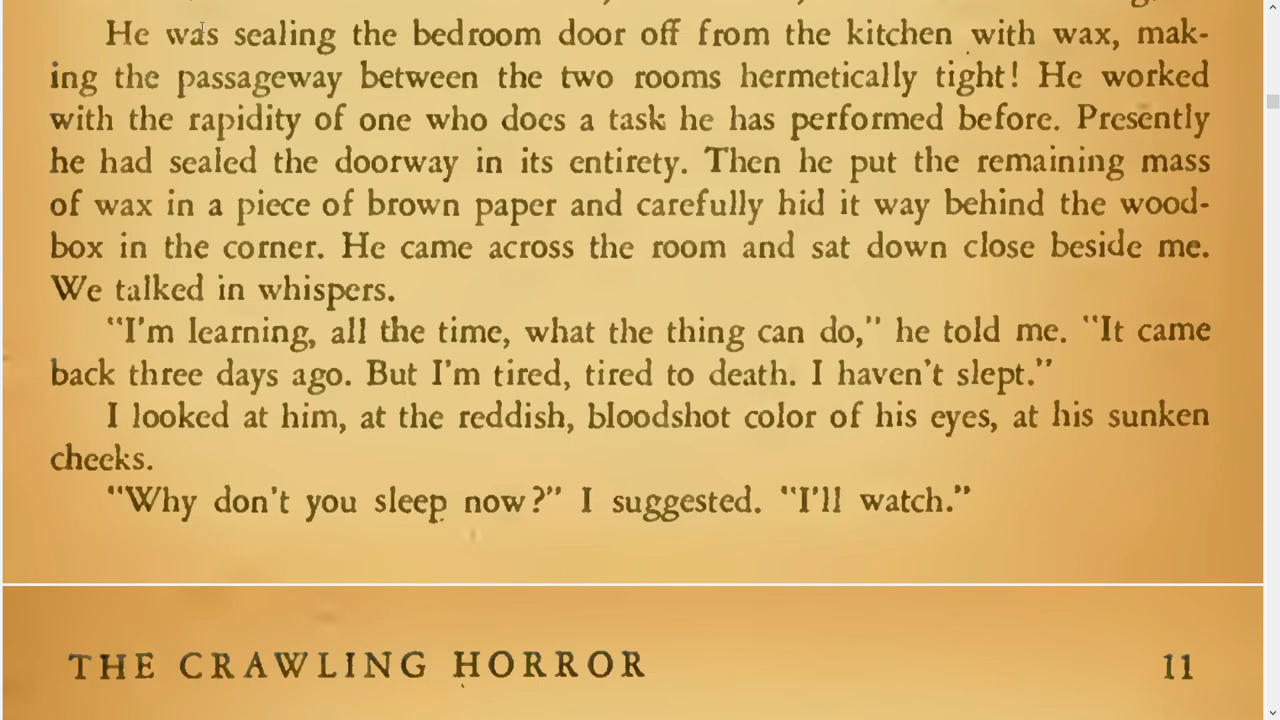 He was sealing the bedroom door off from the kitchen with wax, mak-
ing the passageway between the two rooms hermetically tight! He worked
with the rapidity of one who does a task he has performed before. Presently
he had sealed the doorway in its entirety. Then he put the remaining mass
of wax in a piece of brown paper and carefully hid it way behind the wood-
box in the corner. He came across the room and sat down close beside me.
We talked in whispers.
"I'm learning, all the time, what the thing can do," he told me. "It came
back three days ago. But I'm tired, tired to death. I haven't slept."
I looked at him, at the reddish, bloodshot color of his eyes, at his sunken
cheeks.
"Why don't you sleep now?" I suggested. "I'll watch."
THE CRAWLING HORROR 11